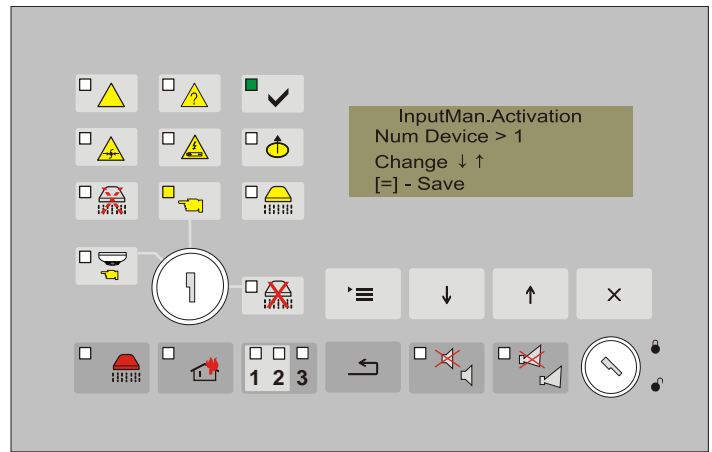 InputMan.Activation
Num Device > 1
Change ↓ ↑
[=] - Save
?
1 2 3